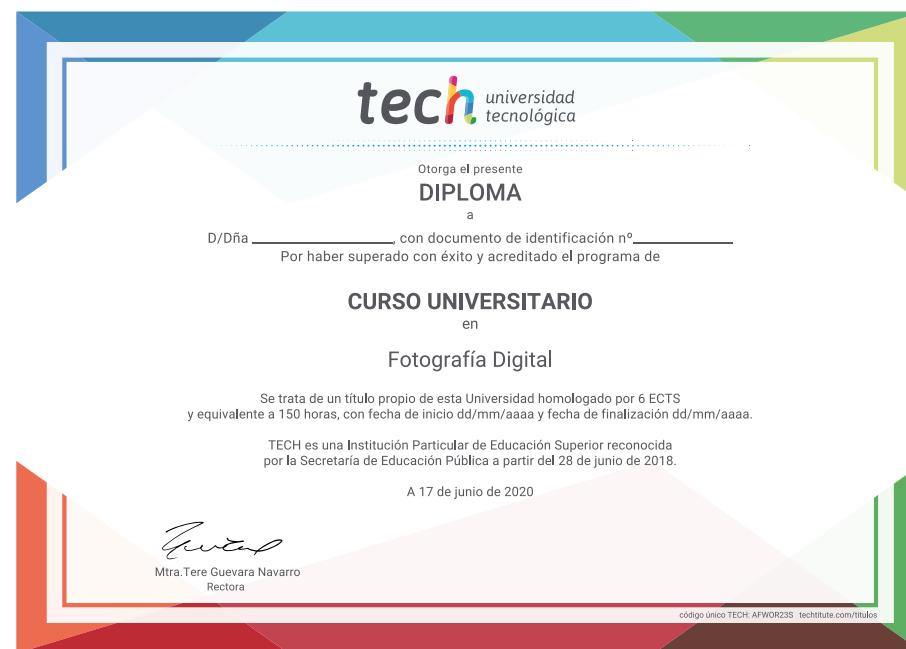 tech universidad
tecnológica
Otorga el presente
DIPLOMA
a
D/Dña ____________________, con documento de identificación nº______________
Por haber superado con éxito y acreditado el programa de
CURSO UNIVERSITARIO
en
Fotografía Digital
Se trata de un título propio de esta Universidad homologado por 6 ECTS
y equivalente a 150 horas, con fecha de inicio dd/mm/aaaa y fecha de finalización dd/mm/aaaa.
TECH es una Institución Particular de Educación Superior reconocida
por la Secretaría de Educación Pública a partir del 28 de junio de 2018.
A 17 de junio de 2020
Mtra.Tere Guevara Navarro
Rectora
código único TECH: AFWOR23S techtitute.com/titulos